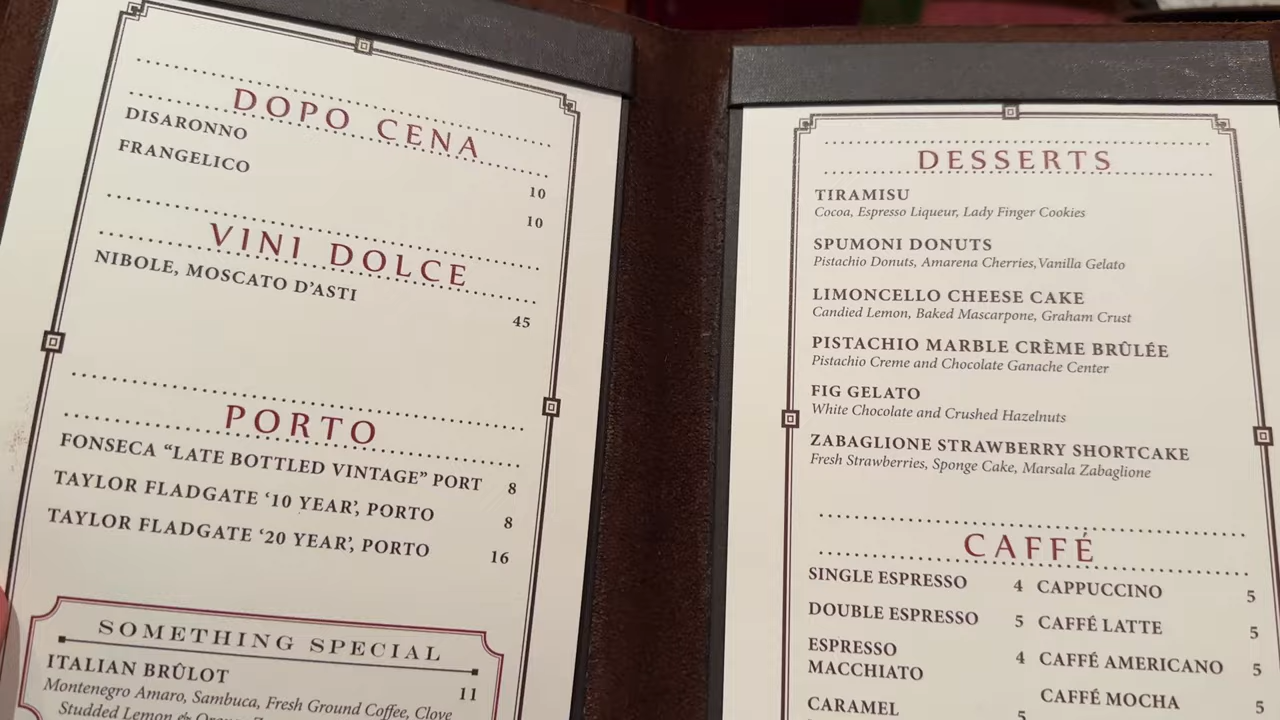 DOPO CENA
DISARONNO 10
FRANGELICO 10
VINI DOLCE
NIBOLE, MOSCATO D'ASTI 45
PORTO
FONSECA “LATE BOTTLED VINTAGE” PORT 8
TAYLOR FLADGATE ‘10 YEAR’, PORTO 8
TAYLOR FLADGATE ‘20 YEAR’, PORTO 16
SOMETHING SPECIAL
ITALIAN BRÛLOT 11
Montenegro Amaro, Sambuca, Fresh Ground Coffee, Clove
Studded Lemon &
DESSERTS
TIRAMISU
Cocoa, Espresso Liqueur, Lady Finger Cookies
SPUMONI DONUTS
Pistachio Donuts, Amarena Cherries, Vanilla Gelato
LIMONCELLO CHEESE CAKE
Candied Lemon, Baked Mascarpone, Graham Crust
PISTACHIO MARBLE CRÈME BRÛLÉE
Pistachio Creme and Chocolate Ganache Center
FIG GELATO
White Chocolate and Crushed Hazelnuts
ZABAGLIONE STRAWBERRY SHORTCAKE
Fresh Strawberries, Sponge Cake, Marsala Zabaglione
CAFFÉ
SINGLE ESPRESSO 4 CAPPUCCINO 5
DOUBLE ESPRESSO 5 CAFFÉ LATTE 5
ESPRESSO
MACCHIATO 4 CAFFÉ AMERICANO 5
CARAMEL 5 CAFFÉ MOCHA 5